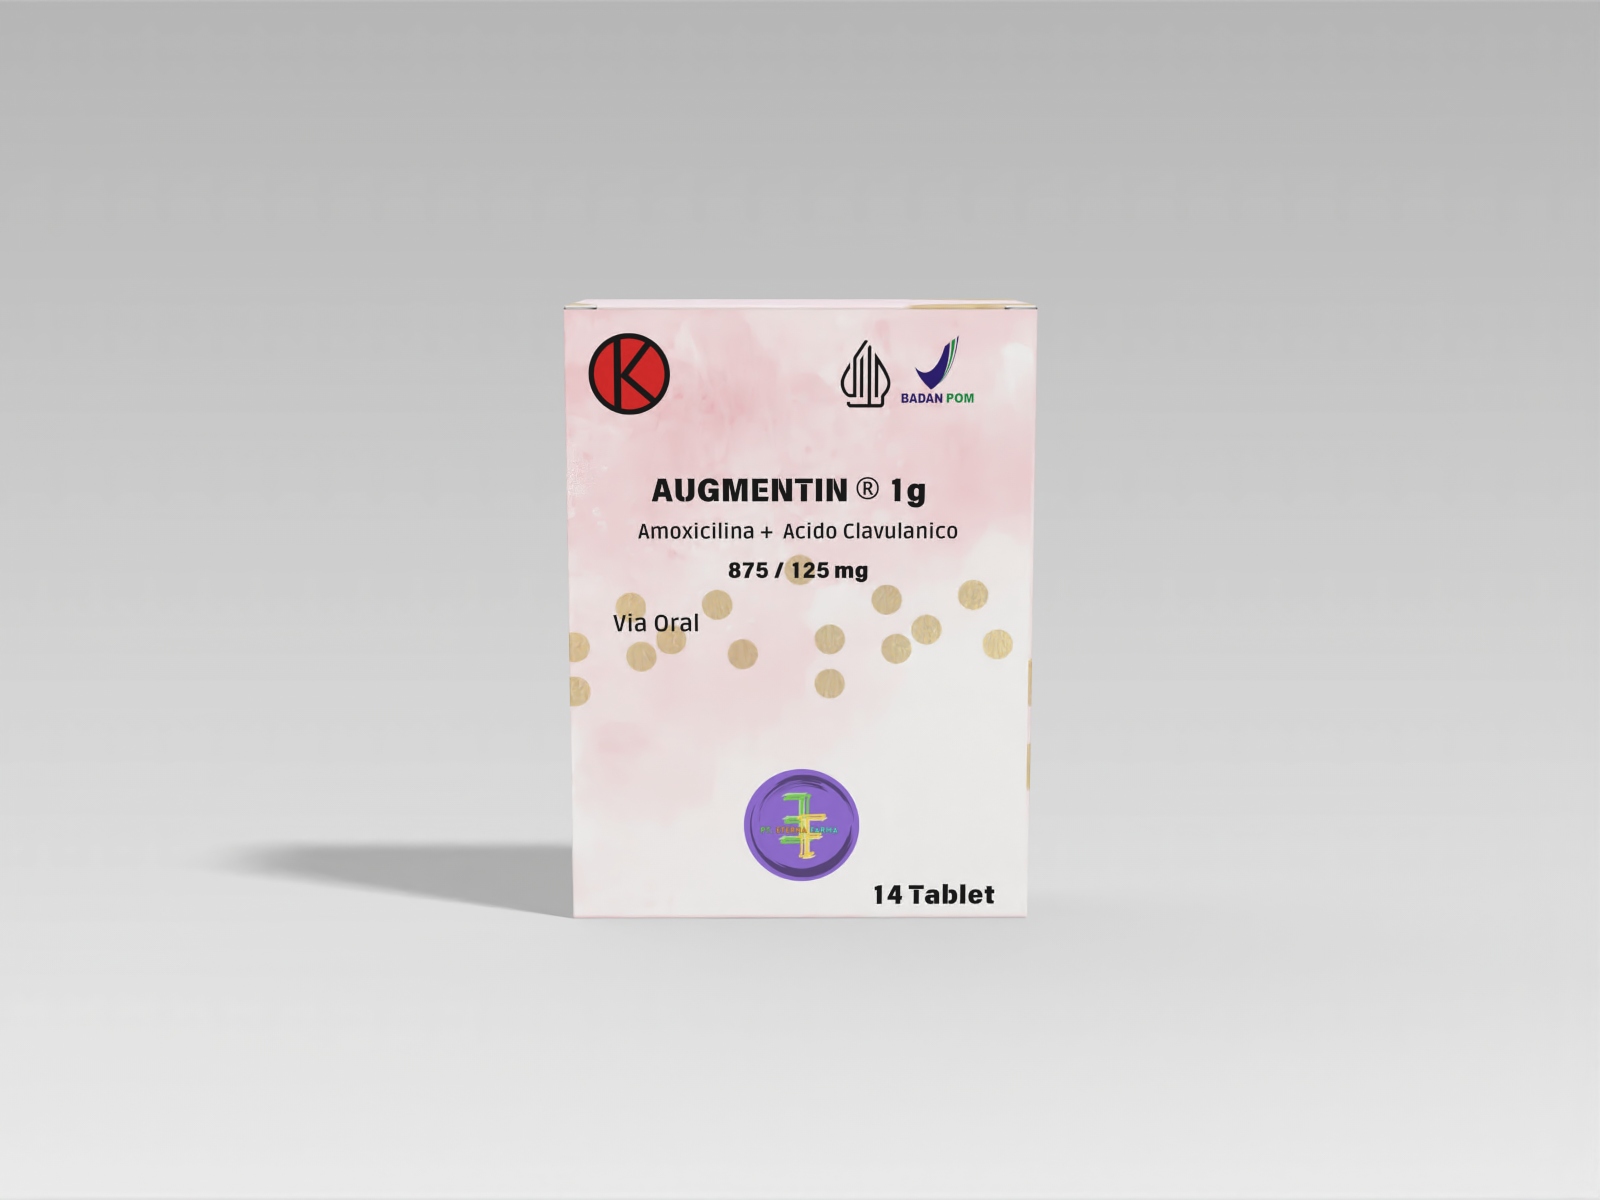 K
BADAN POM
AUGMENTIN ® 1g
Amoxicilina + Acido Clavulanico
875 / 125 mg
Via Oral
PT. ETERNA FARMA
14 Tablet